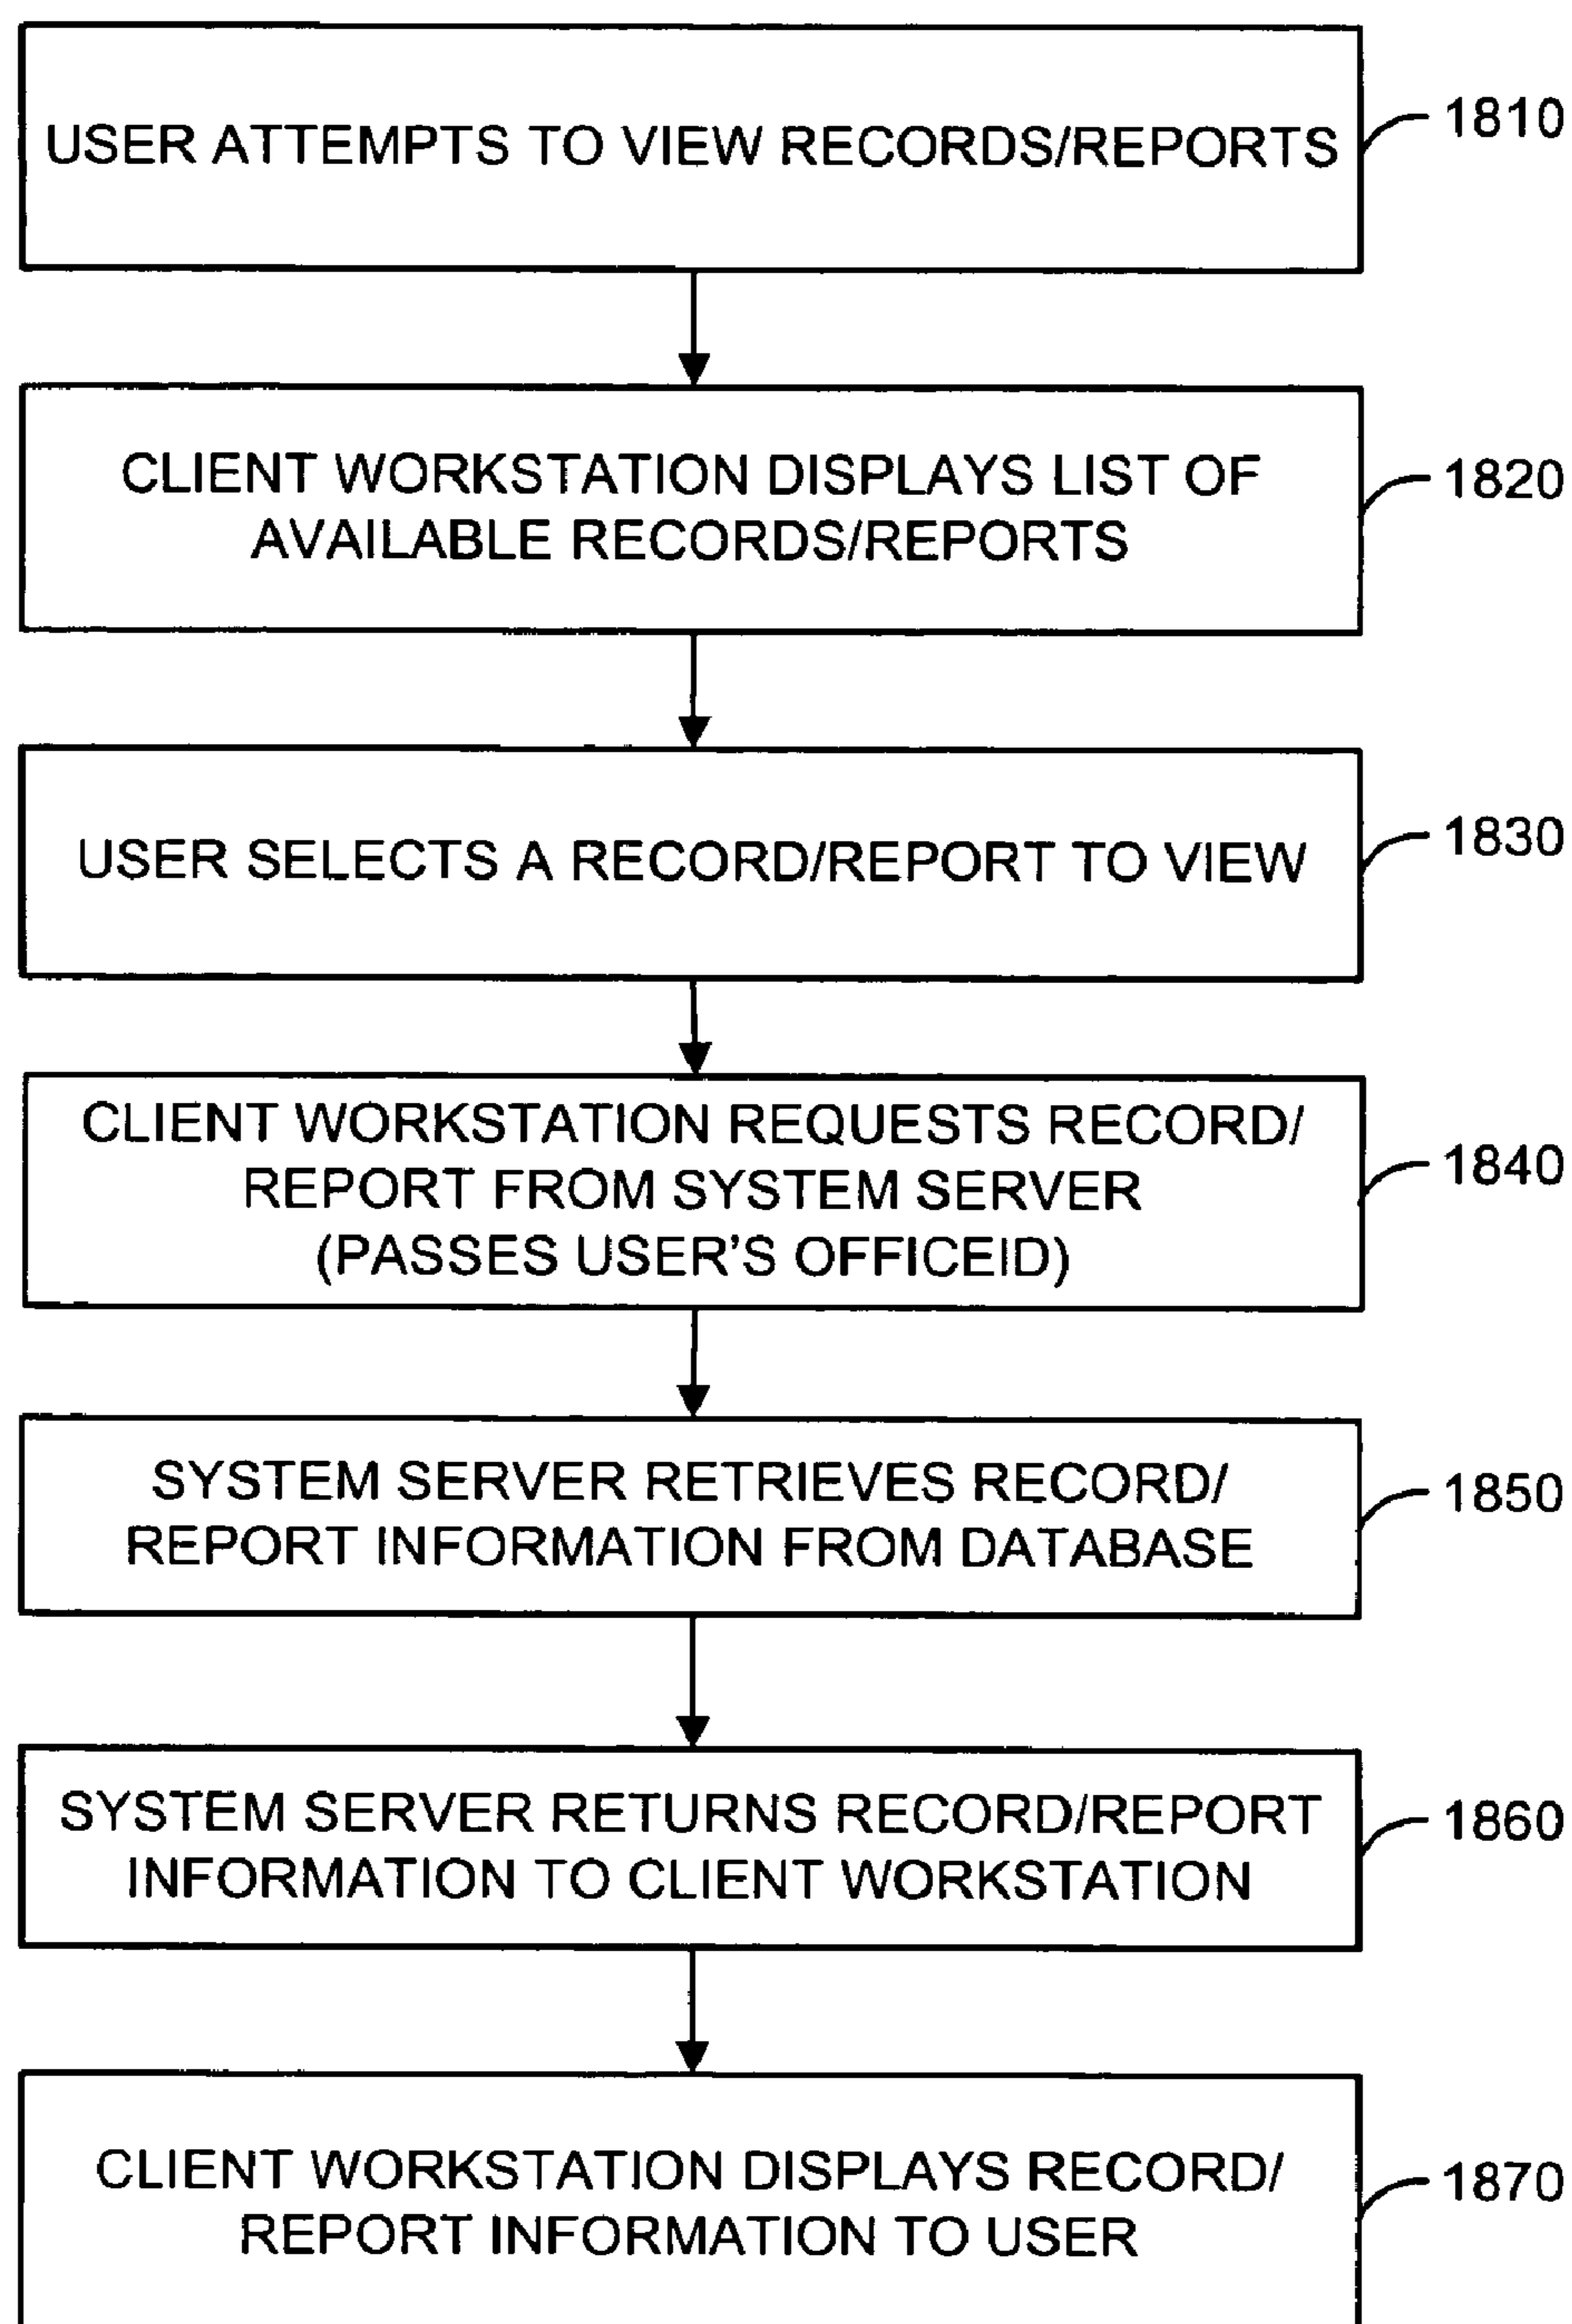 USER ATTEMPTS TO VIEW RECORDS/REPORTS
1810
CLIENT WORKSTATION DISPLAYS LIST OF
AVAILABLE RECORDS/REPORTS
1820
USER SELECTS A RECORD/REPORT TO VIEW
1830
CLIENT WORKSTATION REQUESTS RECORD/
REPORT FROM SYSTEM SERVER
(PASSES USER'S OFFICEID)
1840
SYSTEM SERVER RETRIEVES RECORD/
REPORT INFORMATION FROM DATABASE
1850
SYSTEM SERVER RETURNS RECORD/REPORT
INFORMATION TO CLIENT WORKSTATION
1860
CLIENT WORKSTATION DISPLAYS RECORD/
REPORT INFORMATION TO USER
1870